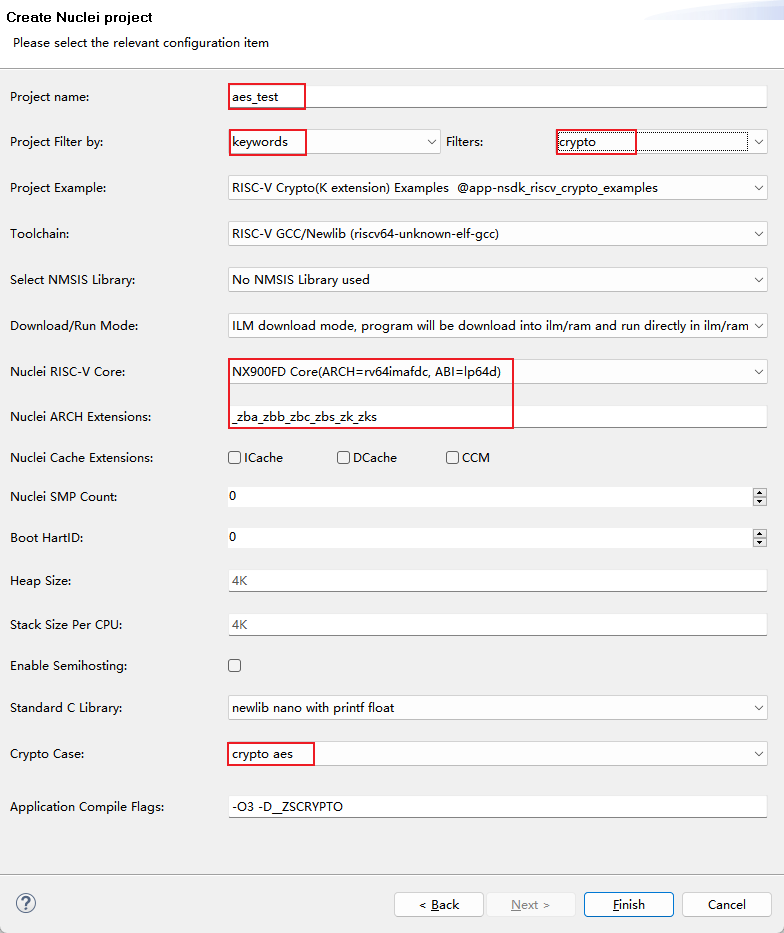 Create Nuclei project
Please select the relevant configuration item
Project name: aes_test
Project Filter by: keywords Filters: crypto
Project Example: RISC-V Crypto(K extension) Examples @app-nsdk_riscv_crypto_examples
Toolchain: RISC-V GCC/Newlib (riscv64-unknown-elf-gcc)
Select NMSIS Library: No NMSIS Library used
Download/Run Mode: ILM download mode, program will be download into ilm/ram and run directly in ilm/ram
Nuclei RISC-V Core: NX900FD Core(ARCH=rv64imafdc, ABI=lp64d)
Nuclei ARCH Extensions: _zba_zbb_zbc_zbs_zk_zks
Nuclei Cache Extensions: ICache DCache CCM
Nuclei SMP Count: 0
Boot HartID: 0
Heap Size: 4K
Stack Size Per CPU: 4K
Enable Semihosting:
Standard C Library: newlib nano with printf float
Crypto Case: crypto aes
Application Compile Flags: -O3 -D__ZSCRYPTO
? < Back Next > Finish Cancel